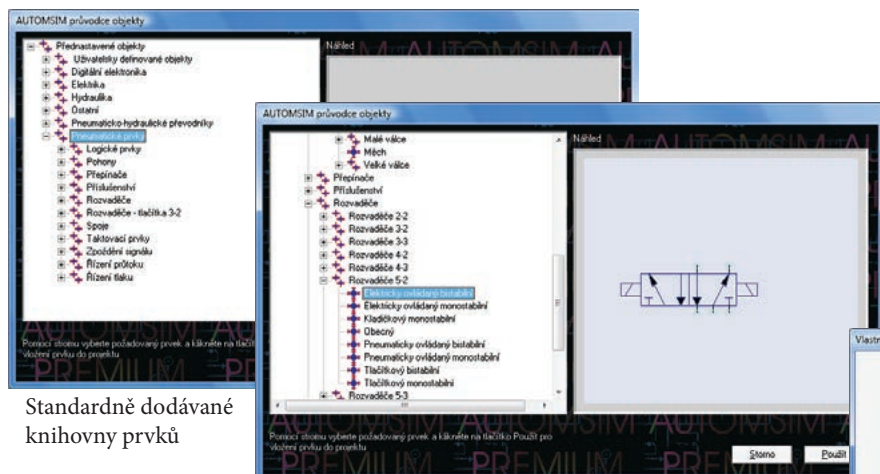 AUTOMSIM průvodce objekty
Přednastavené objekty
Uživatelsky definované objekty
Digitální elektronika
Elektrika
Hydraulika
Ostatní
Pneumaticko-hydraulické převodníky
Pneumatické prvky
Logické prvky
Pohony
Přepínače
Příslušenství
Rozvaděče
Rozvaděče - tlačítka 3-2
Spoje
Taktovací prvky
Zpoždění signálu
Řízení průtoku
Řízení tlaku
Náhled
Pomocí stromu vyberte požadovaný prvek a klikněte na tlačít
vložení prvku do projektu
Standardně dodávané
knihovny prvků
AUTOMSIM průvodce objekty
Malé válce
Měch
Velké válce
Přepínače
Příslušenství
Rozvaděče
Rozvaděče 2-2
Rozvaděče 3-2
Rozvaděče 3-3
Rozvaděče 4-2
Rozvaděče 4-3
Rozvaděče 5-2
Elektricky ovládaný bistabilní
Elektricky ovládaný monostabilní
Kladičkový monostabilní
Obecný
Pneumaticky ovládaný bistabilní
Pneumaticky ovládaný monostabilní
Tlačítkový bistabilní
Tlačítkový monostabilní
Rozvaděče 5-3
Náhled
Pomocí stromu vyberte požadovaný prvek a klikněte na tlačítko Použít pro
vložení prvku do projektu
Storno
Použít
Vlastn